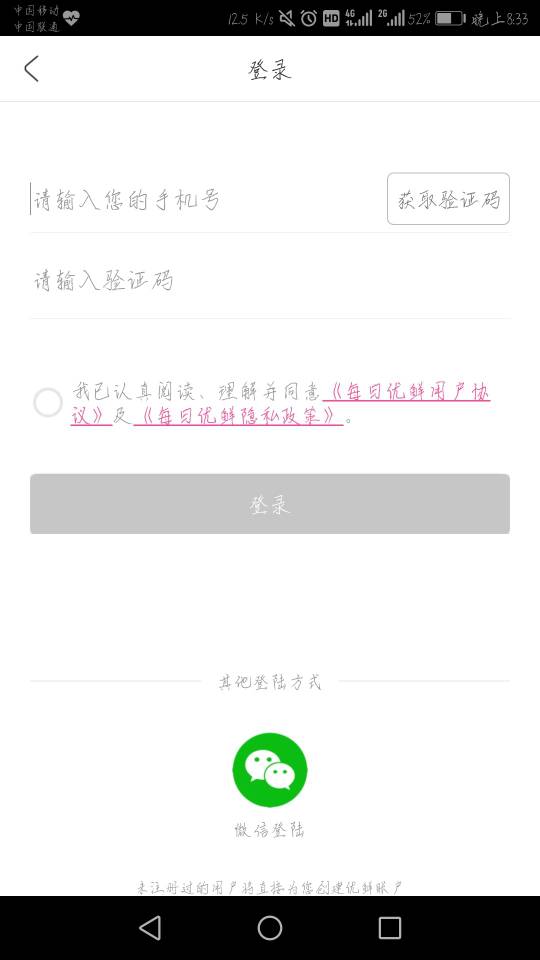 中国移动
中国联通
12.5 K/s HD 4G 2G 52% 晚上8:33
登录
请输入您的手机号
获取验证码
请输入验证码
我已认真阅读、理解并同意《每日优鲜用户协
议》及《每日优鲜隐私政策》。
登录
其他登陆方式
微信登陆
未注册过的用户将直接为您创建优鲜账户